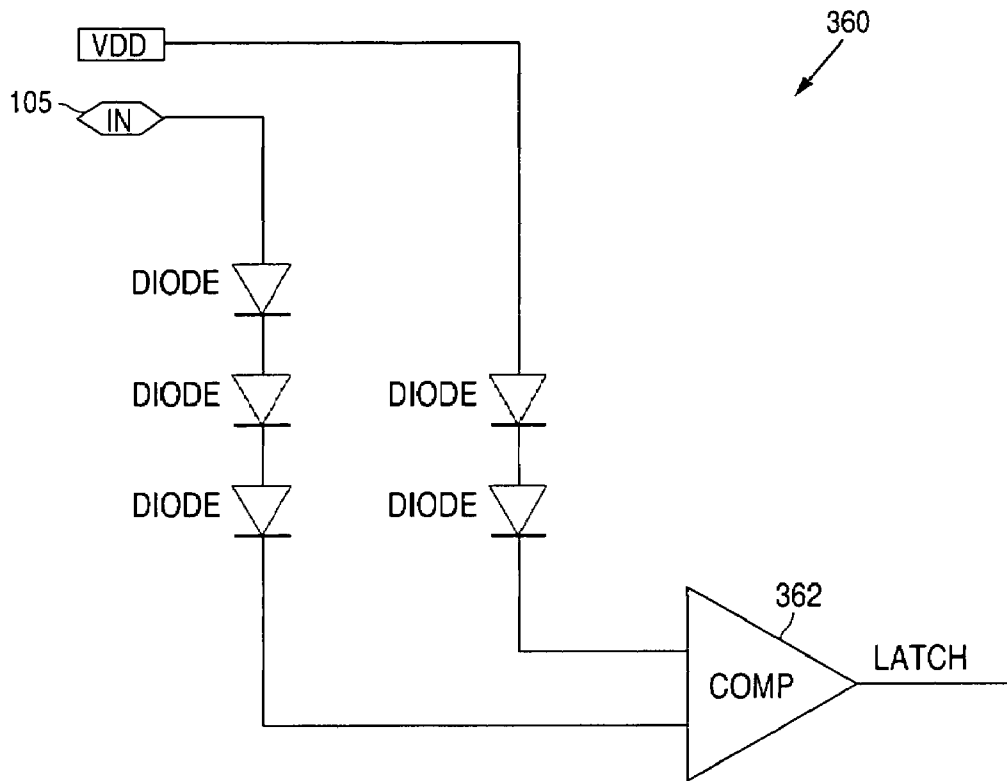 360
VDD
105
IN
DIODE
DIODE DIODE
DIODE DIODE
362
LATCH
COMP